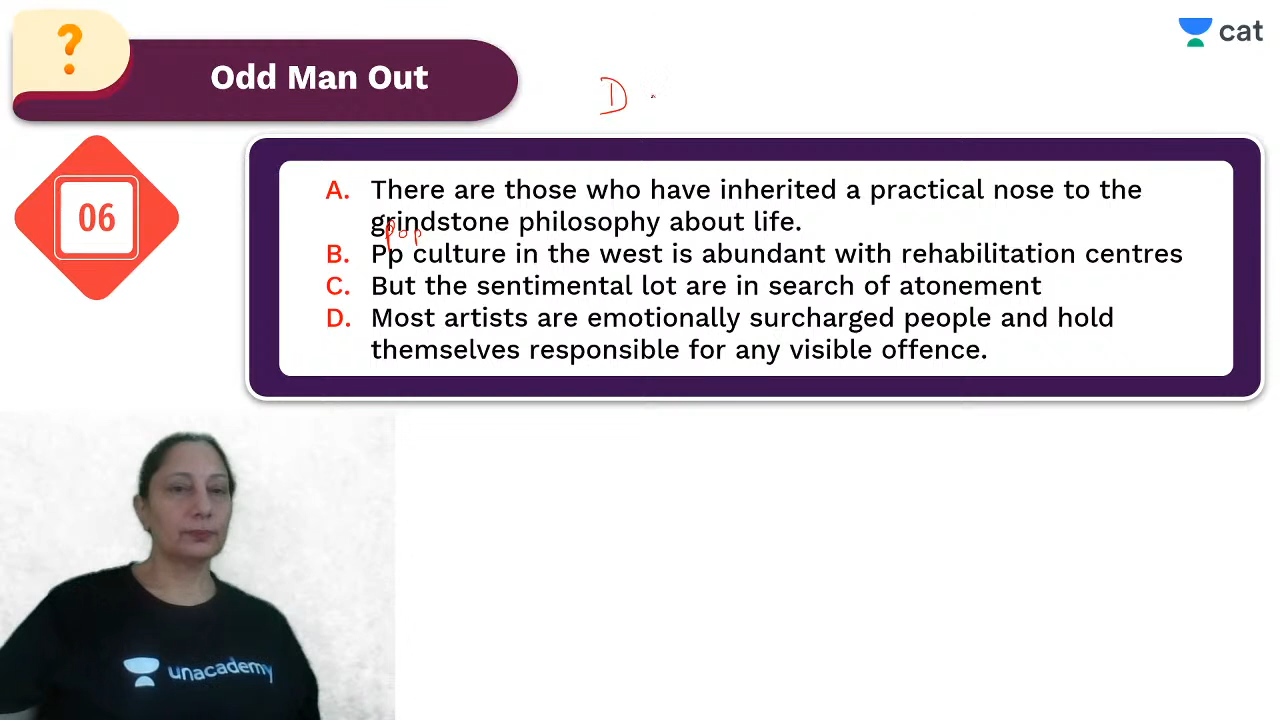 ?
cat
Odd Man Out
D
06
A. There are those who have inherited a practical nose to the
grindstone philosophy about life.
pop
B. Pp culture in the west is abundant with rehabilitation centres
C. But the sentimental lot are in search of atonement
D. Most artists are emotionally surcharged people and hold
themselves responsible for any visible offence.
unacademy